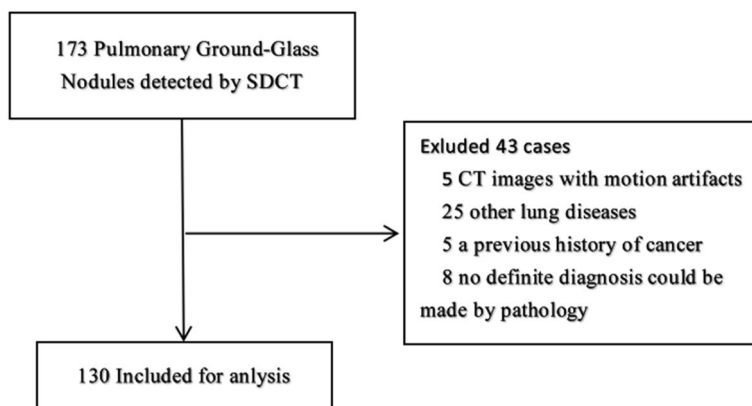 173 Pulmonary Ground-Glass
Nodules detected by SDCT
Exluded 43 cases
5 CT images with motion artifacts
25 other lung diseases
5 a previous history of cancer
8 no definite diagnosis could be
made by pathology
130 Included for anlysis